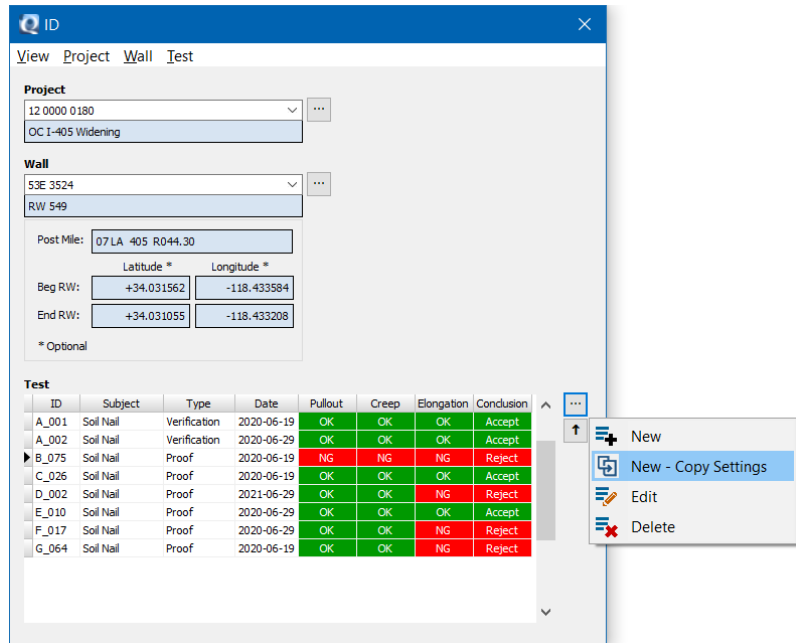 ID
View Project Wall Test
Project
12 0000 0180
OC I-405 Widening
Wall
53E 3524
RW 549
Post Mile: 07 LA 405 R044.30
Latitude * Longitude *
Beg RW: +34.031562 -118.433584
End RW: +34.031055 -118.433208
* Optional
Test
ID Subject Type Date Pullout Creep Elongation Conclusion
A_001 Soil Nail Verification 2020-06-19 OK OK OK Accept
A_002 Soil Nail Verification 2020-06-29 OK OK OK Accept
B_075 Soil Nail Proof 2020-06-19 NG NG NG Reject
C_026 Soil Nail Proof 2020-06-19 OK OK OK Accept
D_002 Soil Nail Proof 2021-06-29 OK OK NG Reject
E_010 Soil Nail Proof 2020-06-29 OK OK OK Accept
F_017 Soil Nail Proof 2020-06-29 OK OK NG Reject
G_064 Soil Nail Proof 2020-06-19 OK OK NG Reject
New
New - Copy Settings
Edit
Delete